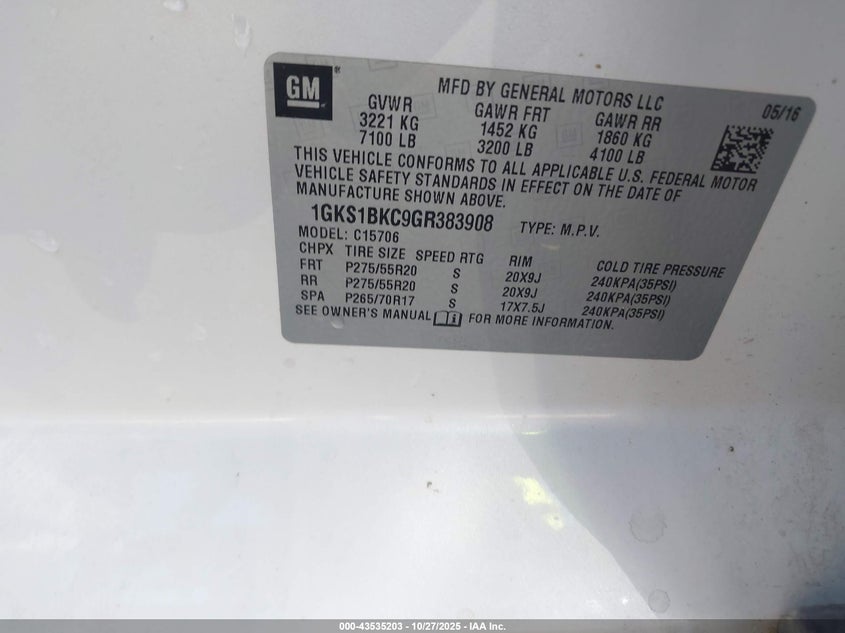 GM®
MFD BY GENERAL MOTORS LLC
05/16
GVWR GAWR FRT GAWR RR
3221 KG 1452 KG 1860 KG
7100 LB 3200 LB 4100 LB
THIS VEHICLE CONFORMS TO ALL APPLICABLE U.S. FEDERAL MOTOR
VEHICLE SAFETY STANDARDS IN EFFECT ON THE DATE OF
MANUFACTURE SHOWN ABOVE.
1GKS1BKC9GR383908 TYPE: M.P.V.
MODEL: C15706
CHPX TIRE SIZE SPEED RTG RIM COLD TIRE PRESSURE
FRT P275/55R20 S 20X9J 240KPA(35PSI)
RR P275/55R20 S 20X9J 240KPA(35PSI)
SPA P265/70R17 S 17X7.5J 240KPA(35PSI)
SEE OWNER'S MANUAL i FOR MORE INFORMATION.
000-43535203 - 10/27/2025 - IAA Inc.